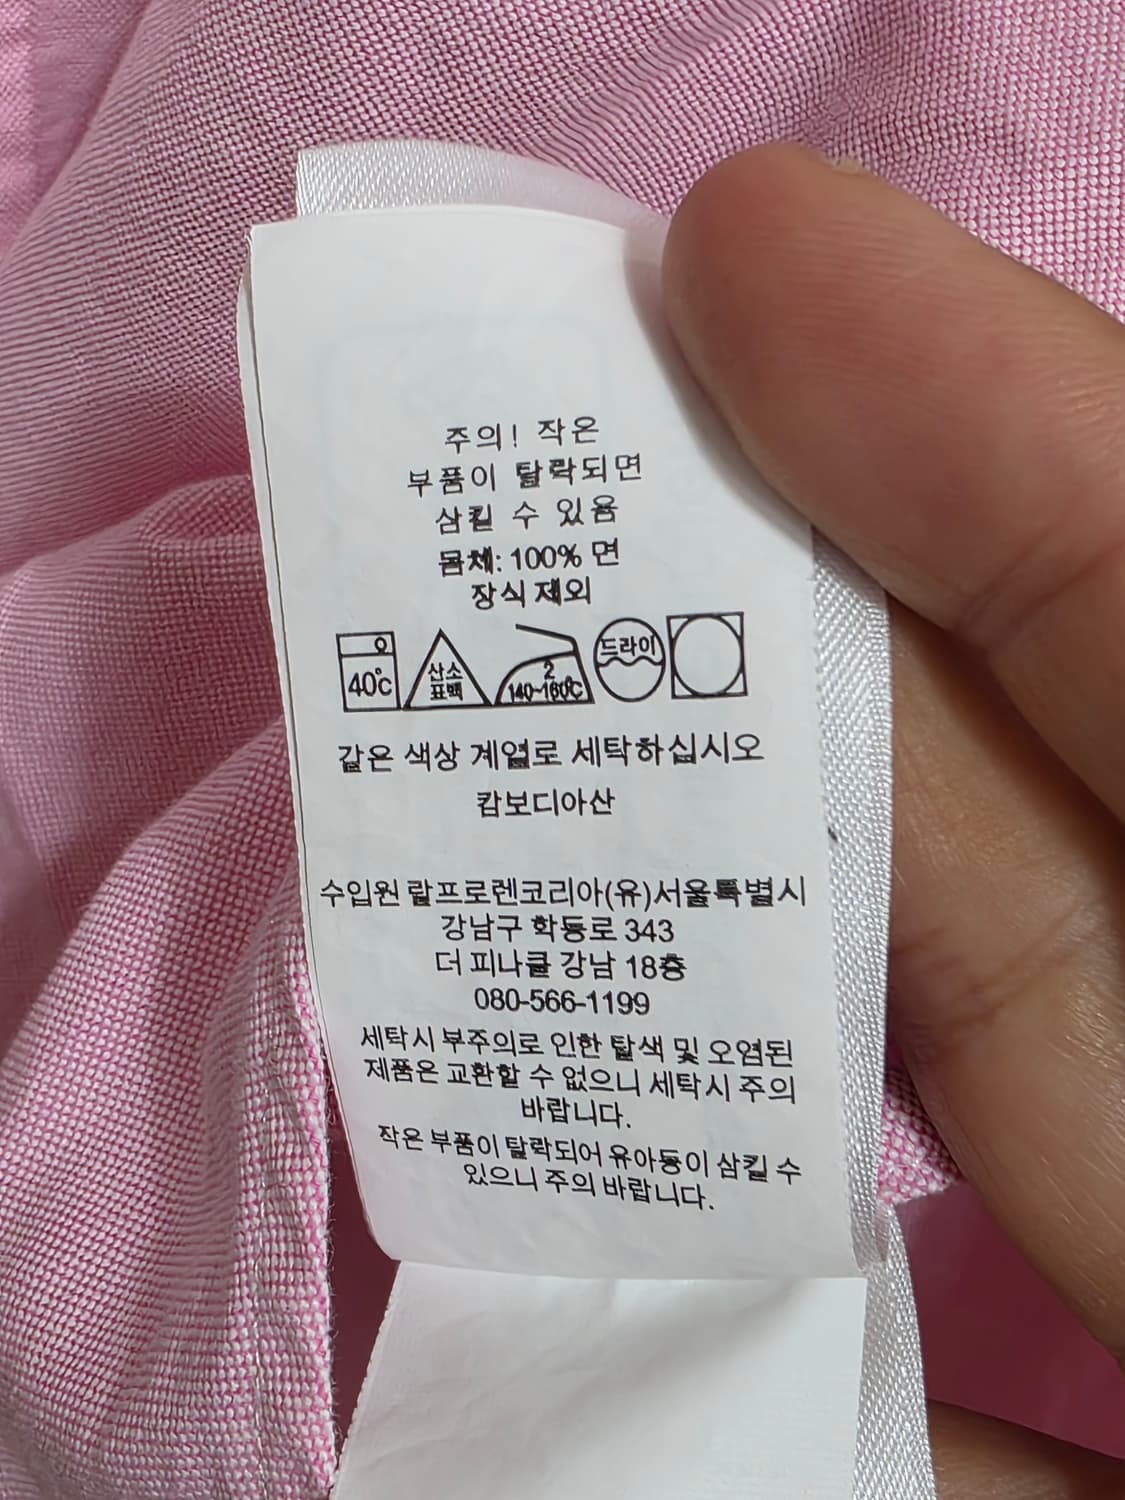 주의! 작은
부품이 탈락되면
삼킬 수 있음
몸체: 100% 면
장식 제외
40℃
산소
표백
2
140~160℃
드라이
같은 색상 계열로 세탁하십시오
캄보디아산
수입원 랄프로렌코리아(유)서울특별시
강남구 학동로 343
더 피나클 강남 18층
080-566-1199
세탁시 부주의로 인한 탈색 및 오염된
제품은 교환할 수 없으니 세탁시 주의
바랍니다.
작은 부품이 탈락되어 유아등이 삼킬 수
있으니 주의 바랍니다.